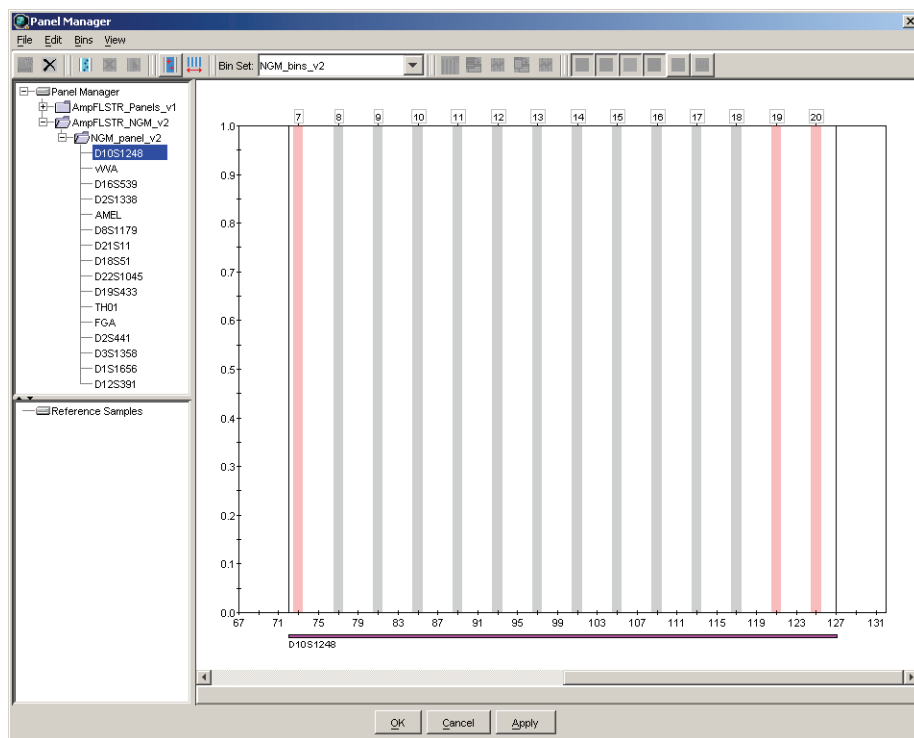 Panel Manager
File Edit Bins View
Bin Set: NGM_bins_v2
Panel Manager
AmpFLSTR_Panels_v1
AmpFLSTR_NGM_v2
NGM_panel_v2
D10S1248
vWA
D16S539
D2S1338
AMEL
D8S1179
D21S11
D18S51
D22S1045
D19S433
TH01
FGA
D2S441
D3S1358
D1S1656
D12S391
Reference Samples
7 8 9 10 11 12 13 14 15 16 17 18 19 20
1.0
0.9
0.8
0.7
0.6
0.5
0.4
0.3
0.2
0.1
0.0
67 71 75 79 83 87 91 95 99 103 107 111 115 119 123 127 131
D10S1248
OK Cancel Apply